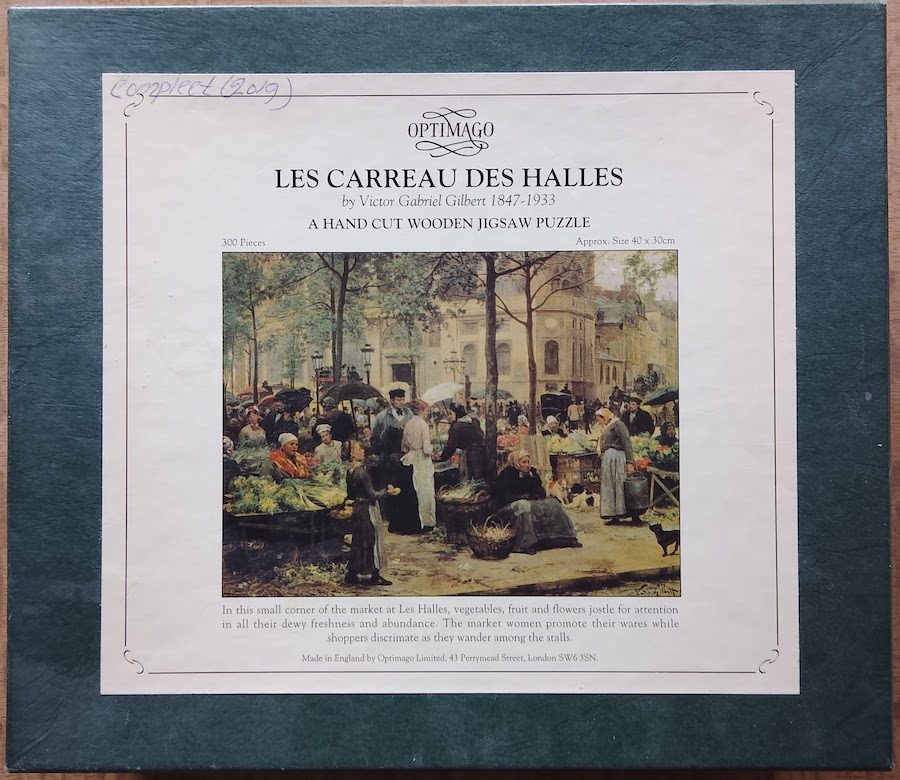 Compleet (2019)
OPTIMAGO
LES CARREAU DES HALLES
by Victor Gabriel Gilbert 1847-1933
A HAND CUT WOODEN JIGSAW PUZZLE
300 Pieces Approx. Size 40 x 30cm
In this small corner of the market at Les Halles, vegetables, fruit and flowers jostle for attention
in all their dewy freshness and abundance. The market women promote their wares while
shoppers discrimate as they wander among the stalls.
Made in England by Optimago Limited, 43 Perrymead Street, London SW6 3SN.